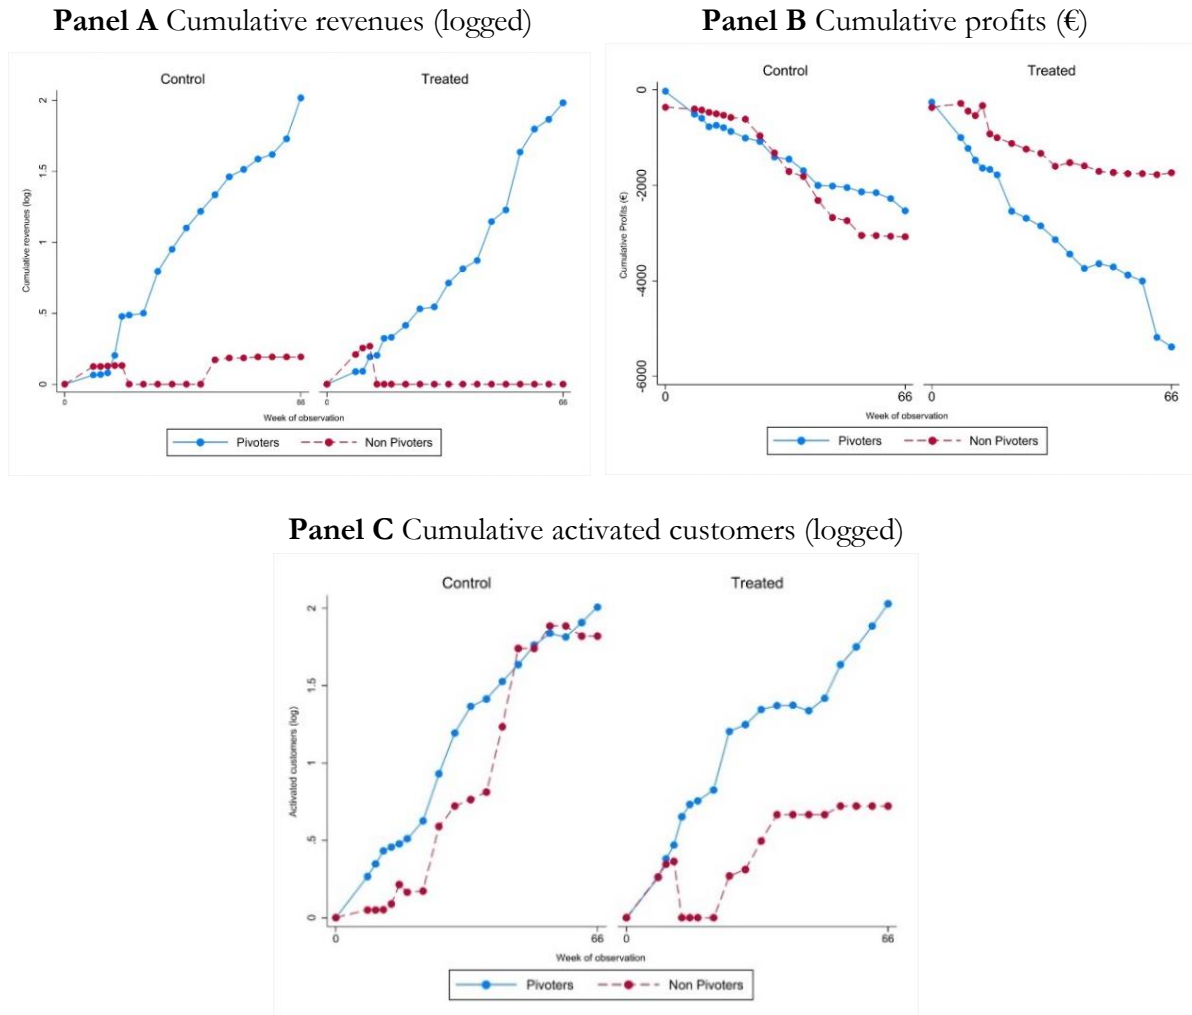 Panel A Cumulative revenues (logged)
Control
Treated
Cumulative revenues (log)
2
1.5
1
.5
0
0
66
0
66
Week of observation
Pivoters
Non Pivoters
Panel B Cumulative profits (€)
Control
Treated
Cumulative Profits (€)
0
-2000
-4000
-6000
0
66
0
66
Week of observation
Pivoters
Non Pivoters
Panel C Cumulative activated customers (logged)
Control
Treated
Activated customers (log)
2
1.5
1
.5
0
0
66
0
66
Week of observation
Pivoters
Non Pivoters